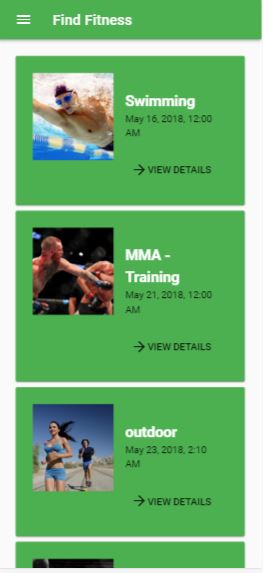 Find Fitness
Swimming
May 16, 2018, 12:00
AM
VIEW DETAILS
MMA -
Training
May 21, 2018, 12:00
AM
VIEW DETAILS
outdoor
May 23, 2018, 2:10
AM
VIEW DETAILS